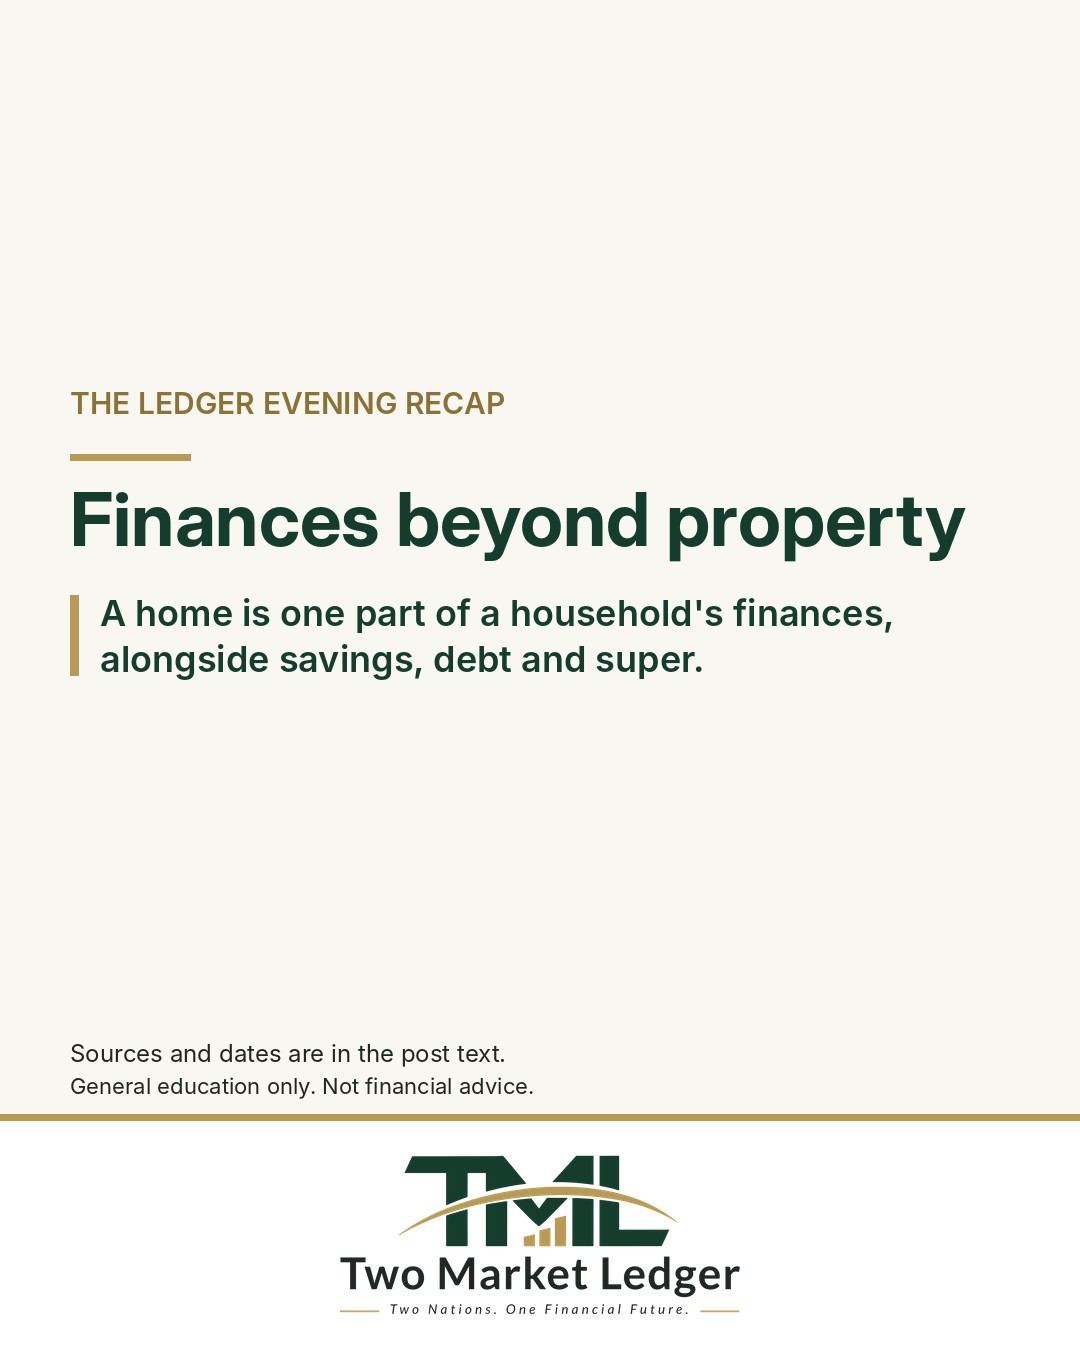 THE LEDGER EVENING RECAP
Finances beyond property
A home is one part of a household's finances,
alongside savings, debt and super.
Sources and dates are in the post text.
General education only. Not financial advice.
TML
Two Market Ledger
Two Nations. One Financial Future.